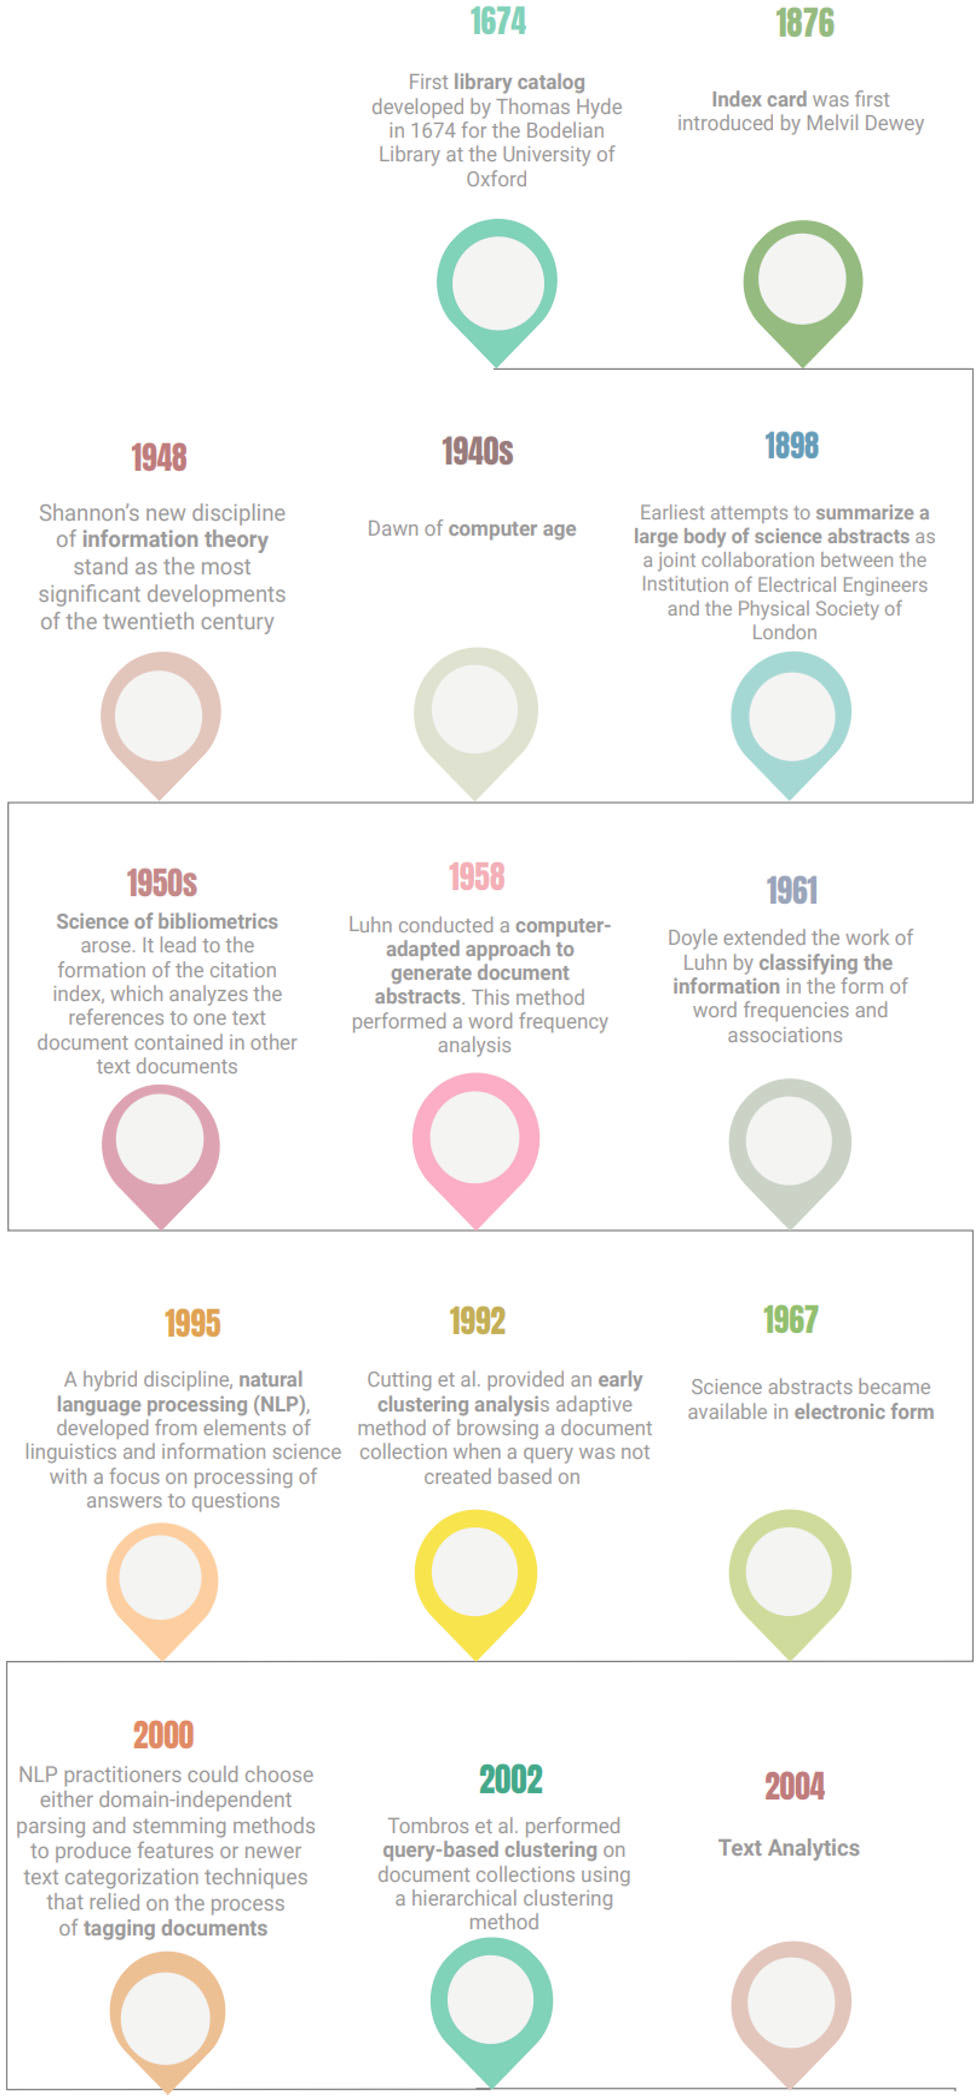 1674
First library catalog
developed by Thomas Hyde
in 1674 for the Bodelian
Library at the University of
Oxford
1876
Index card was first
introduced by Melvil Dewey
1898
Earliest attempts to summarize a
large body of science abstracts as
a joint collaboration between the
Institution of Electrical Engineers
and the Physical Society of
London
1940s
Dawn of computer age
1948
Shannon's new discipline
of information theory
stand as the most
significant developments
of the twentieth century
1950s
Science of bibliometrics
arose. It lead to the
formation of the citation
index, which analyzes the
references to one text
document contained in other
text documents
1958
Luhn conducted a computer-
adapted approach to
generate document
abstracts. This method
performed a word frequency
analysis
1961
Doyle extended the work of
Luhn by classifying the
information in the form of
word frequencies and
associations
1967
Science abstracts became
available in electronic form
1992
Cutting et al. provided an early
clustering analysis adaptive
method of browsing a document
collection when a query was not
created based on
1995
A hybrid discipline, natural
language processing (NLP),
developed from elements of
linguistics and information science
with a focus on processing of
answers to questions
2000
NLP practitioners could choose
either domain-independent
parsing and stemming methods
to produce features or newer
text categorization techniques
that relied on the process
of tagging documents
2002
Tombros et al. performed
query-based clustering on
document collections using
a hierarchical clustering
method
2004
Text Analytics